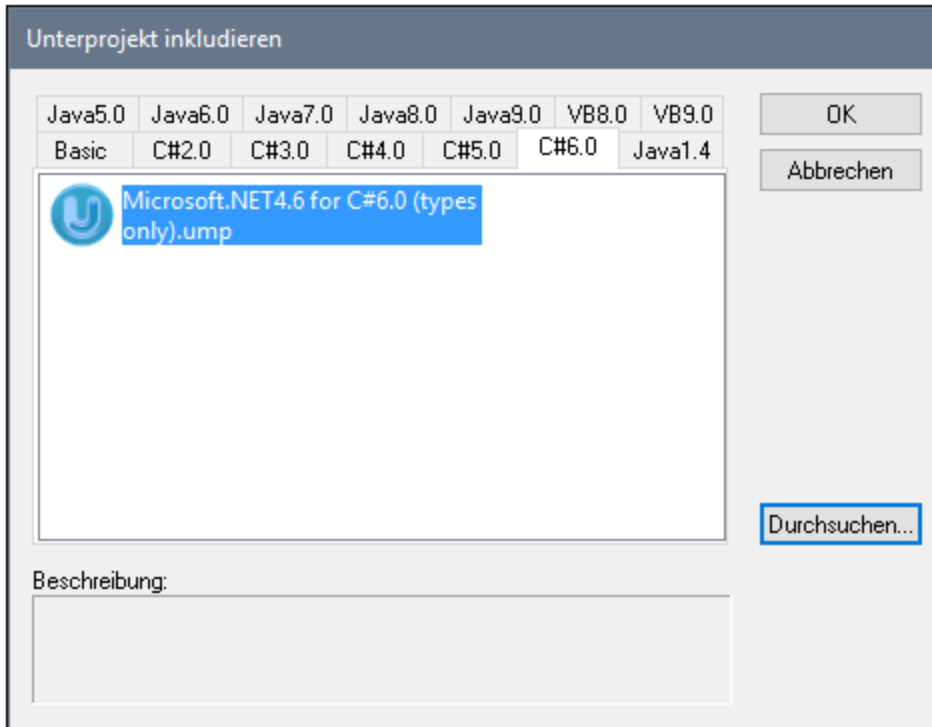 Unterprojekt inkludieren
Java5.0 Java6.0 Java7.0 Java8.0 Java9.0 VB8.0 VB9.0
Basic C#2.0 C#3.0 C#4.0 C#5.0 C#6.0 Java1.4
Microsoft.NET4.6 for C#6.0 (types
only).ump
OK
Abbrechen
Durchsuchen...
Beschreibung: